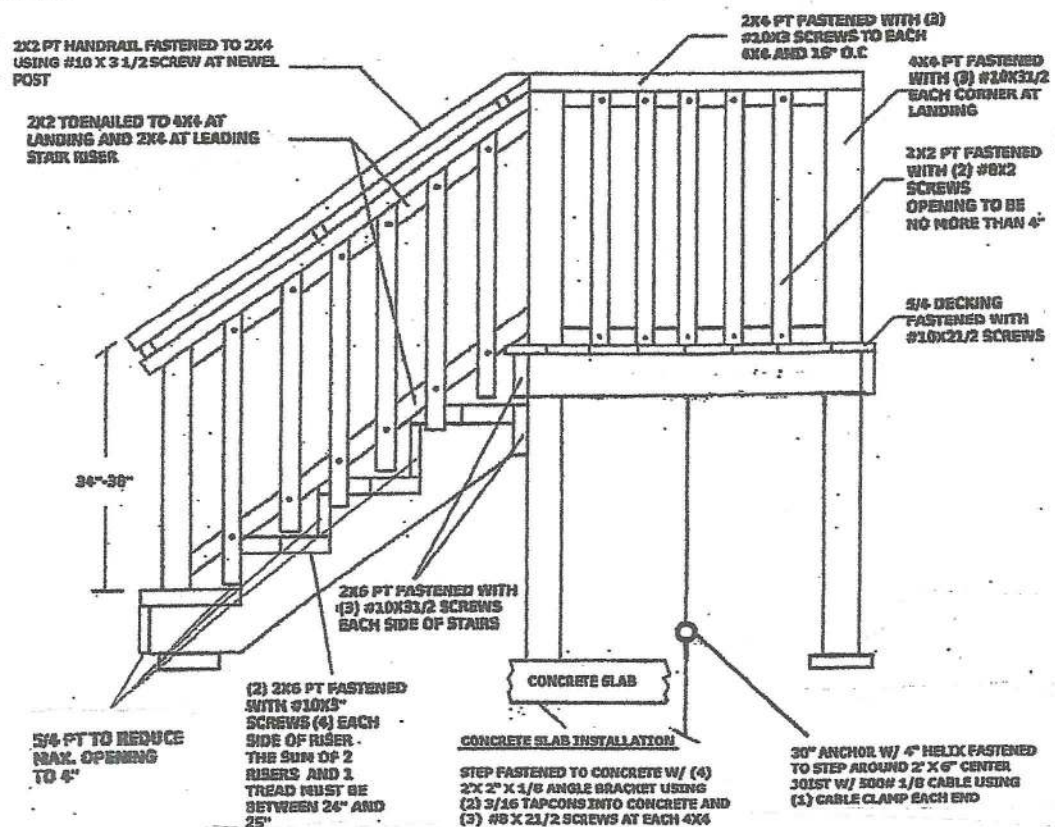 2X2 PT HANDRAIL FASTENED TO 2X4
USING #10 X 3 1/2 SCREW AT NEWEL
POST
2X4 PT FASTENED WITH (3)
#10X3 SCREWS TO EACH
4X4 AND 16" O.C
4X4 PT FASTENED
WITH (3) #10X31/2
EACH CORNER AT
LANDING
2X2 TOENAILED TO 4X4 AT
LANDING AND 2X4 AT LEADING
STAIR RISER
2X2 PT FASTENED
WITH (2) #8X2
SCREWS
OPENING TO BE
NO MORE THAN 4"
5/4 DECKING
FASTENED WITH
#10X21/2 SCREWS
34"-38"
2X6 PT FASTENED WITH
(3) #10X31/2 SCREWS
EACH SIDE OF STAIRS
CONCRETE SLAB
5/4 PT TO REDUCE
MAX. OPENING
TO 4"
(2) 2X6 PT FASTENED
WITH #10X3"
SCREWS (4) EACH
SIDE OF RISER
THE SUM OF 2
RISERS AND 1
TREAD MUST BE
BETWEEN 24" AND
25"
CONCRETE SLAB INSTALLATION
STEP FASTENED TO CONCRETE W/ (4)
2"X 2" X 1/8 ANGLE BRACKET USING
(2) 3/16 TAPCONS INTO CONCRETE AND
(3) #8 X 21/2 SCREWS AT EACH 4X4
30" ANCHOR W/ 4" HELIX FASTENED
TO STEP AROUND 2" X 6" CENTER
JOIST W/ 500# 1/8 CABLE USING
(1) CABLE CLAMP EACH END